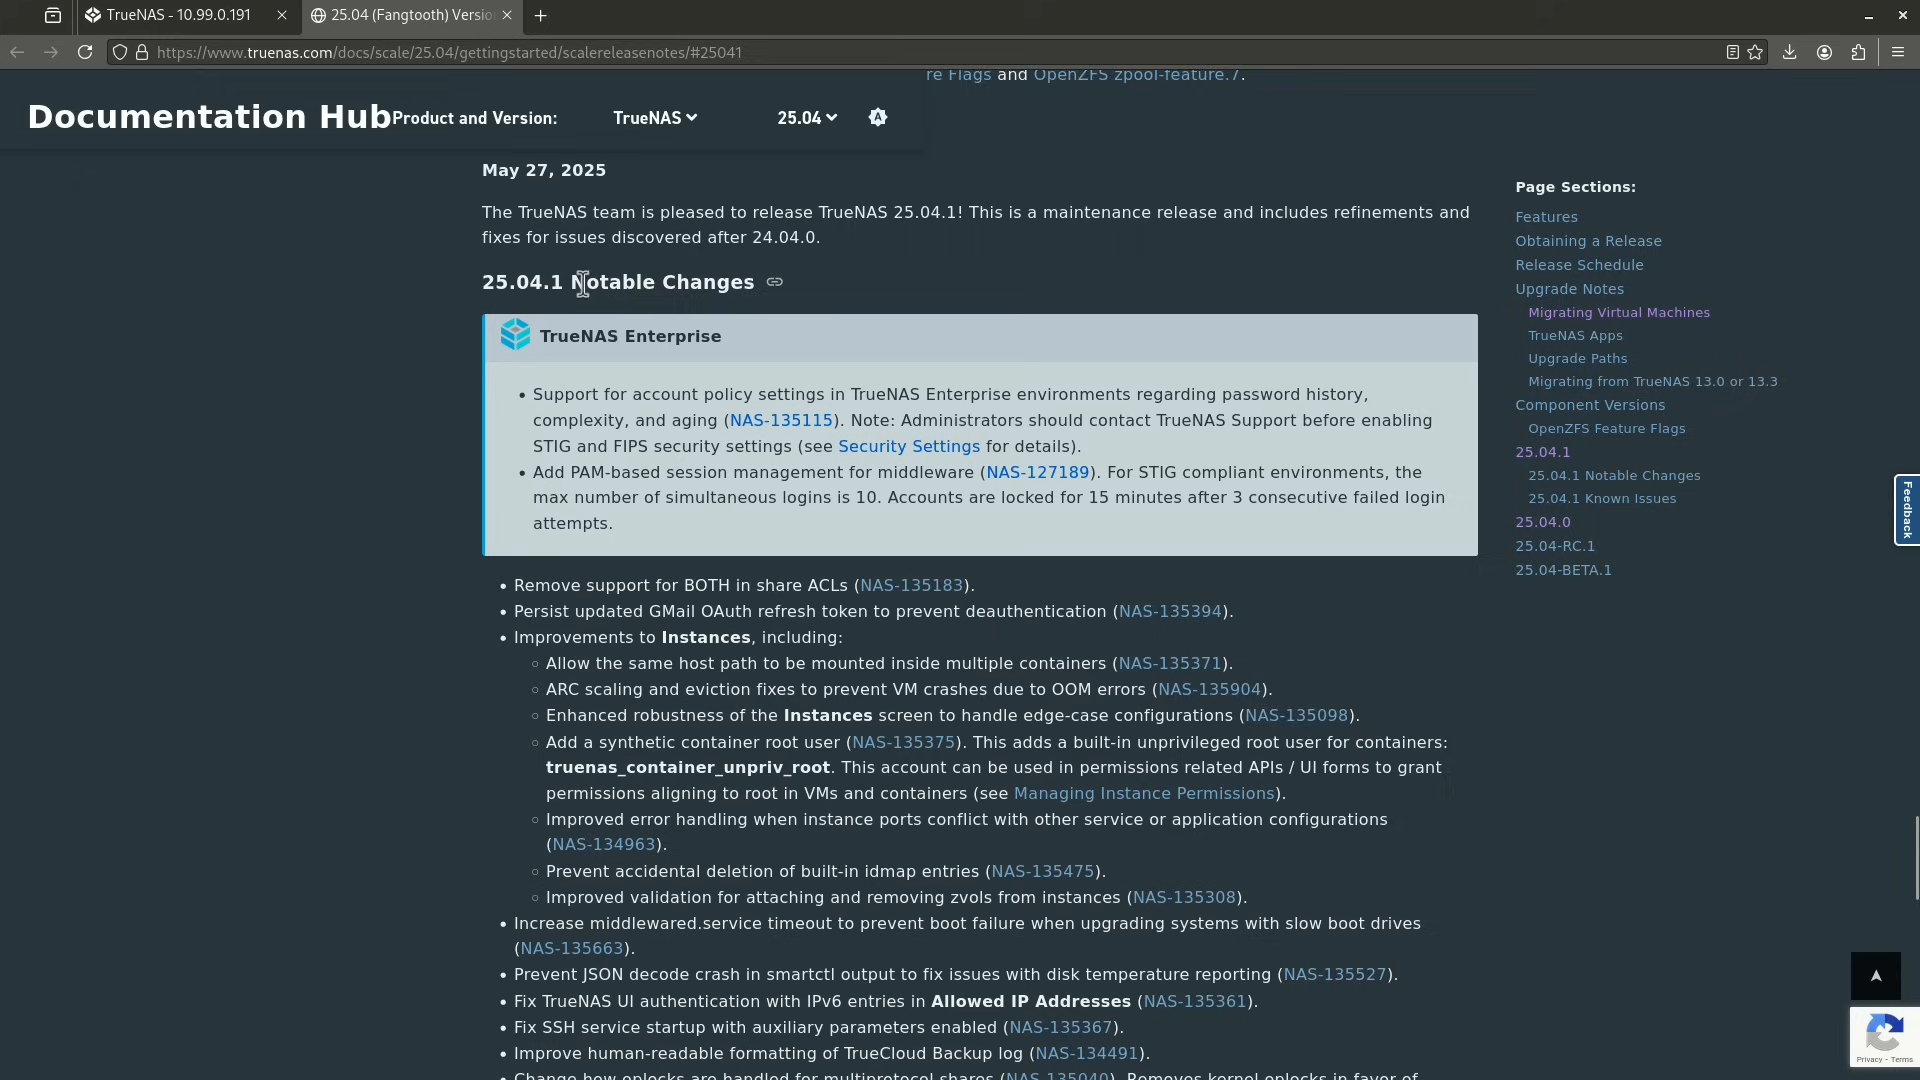 TrueNAS - 10.99.0.191
25.04 (Fangtooth) Versio
https://www.truenas.com/docs/scale/25.04/gettingstarted/scalereleasenotes/#25041
re Flags and OpenZFS zpool-feature.7.
Documentation Hub
Product and Version:
TrueNAS
25.04
A
May 27, 2025
The TrueNAS team is pleased to release TrueNAS 25.04.1! This is a maintenance release and includes refinements and
fixes for issues discovered after 24.04.0.
25.04.1 Notable Changes
TrueNAS Enterprise
• Support for account policy settings in TrueNAS Enterprise environments regarding password history,
complexity, and aging (NAS-135115). Note: Administrators should contact TrueNAS Support before enabling
STIG and FIPS security settings (see Security Settings for details).
• Add PAM-based session management for middleware (NAS-127189). For STIG compliant environments, the
max number of simultaneous logins is 10. Accounts are locked for 15 minutes after 3 consecutive failed login
attempts.
• Remove support for BOTH in share ACLs (NAS-135183).
• Persist updated GMail OAuth refresh token to prevent deauthentication (NAS-135394).
• Improvements to Instances, including:
◦ Allow the same host path to be mounted inside multiple containers (NAS-135371).
◦ ARC scaling and eviction fixes to prevent VM crashes due to OOM errors (NAS-135904).
◦ Enhanced robustness of the Instances screen to handle edge-case configurations (NAS-135098).
◦ Add a synthetic container root user (NAS-135375). This adds a built-in unprivileged root user for containers:
truenas_container_unpriv_root. This account can be used in permissions related APIs / UI forms to grant
permissions aligning to root in VMs and containers (see Managing Instance Permissions).
◦ Improved error handling when instance ports conflict with other service or application configurations
(NAS-134963).
◦ Prevent accidental deletion of built-in idmap entries (NAS-135475).
◦ Improved validation for attaching and removing zvols from instances (NAS-135308).
• Increase middlewared.service timeout to prevent boot failure when upgrading systems with slow boot drives
(NAS-135663).
• Prevent JSON decode crash in smartctl output to fix issues with disk temperature reporting (NAS-135527).
• Fix TrueNAS UI authentication with IPv6 entries in Allowed IP Addresses (NAS-135361).
• Fix SSH service startup with auxiliary parameters enabled (NAS-135367).
• Improve human-readable formatting of TrueCloud Backup log (NAS-134491).
• Change how oplocks are handled for multiprotocol shares (NAS-135040). Removes kernel oplocks in favor of
Page Sections:
Features
Obtaining a Release
Release Schedule
Upgrade Notes
Migrating Virtual Machines
TrueNAS Apps
Upgrade Paths
Migrating from TrueNAS 13.0 or 13.3
Component Versions
OpenZFS Feature Flags
25.04.1
25.04.1 Notable Changes
25.04.1 Known Issues
25.04.0
25.04-RC.1
25.04-BETA.1
Feedback
Privacy - Terms